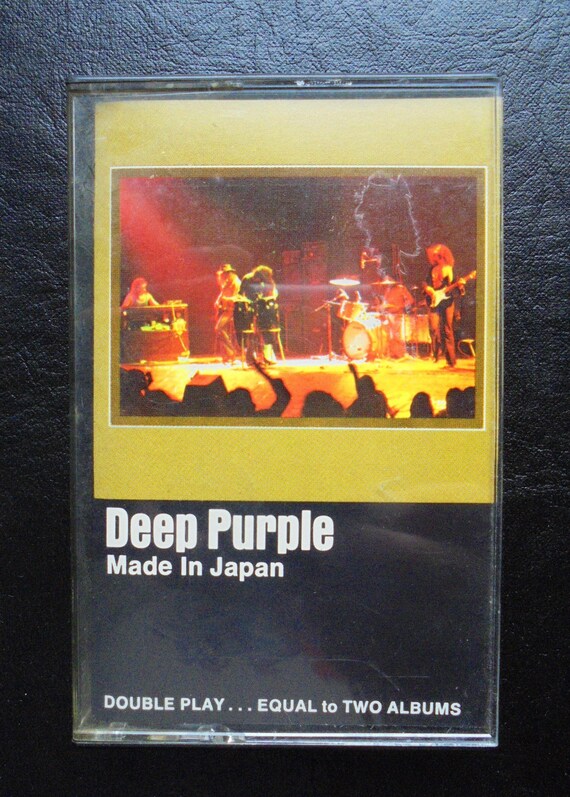 Deep Purple
Made In Japan
DOUBLE PLAY... EQUAL to TWO ALBUMS